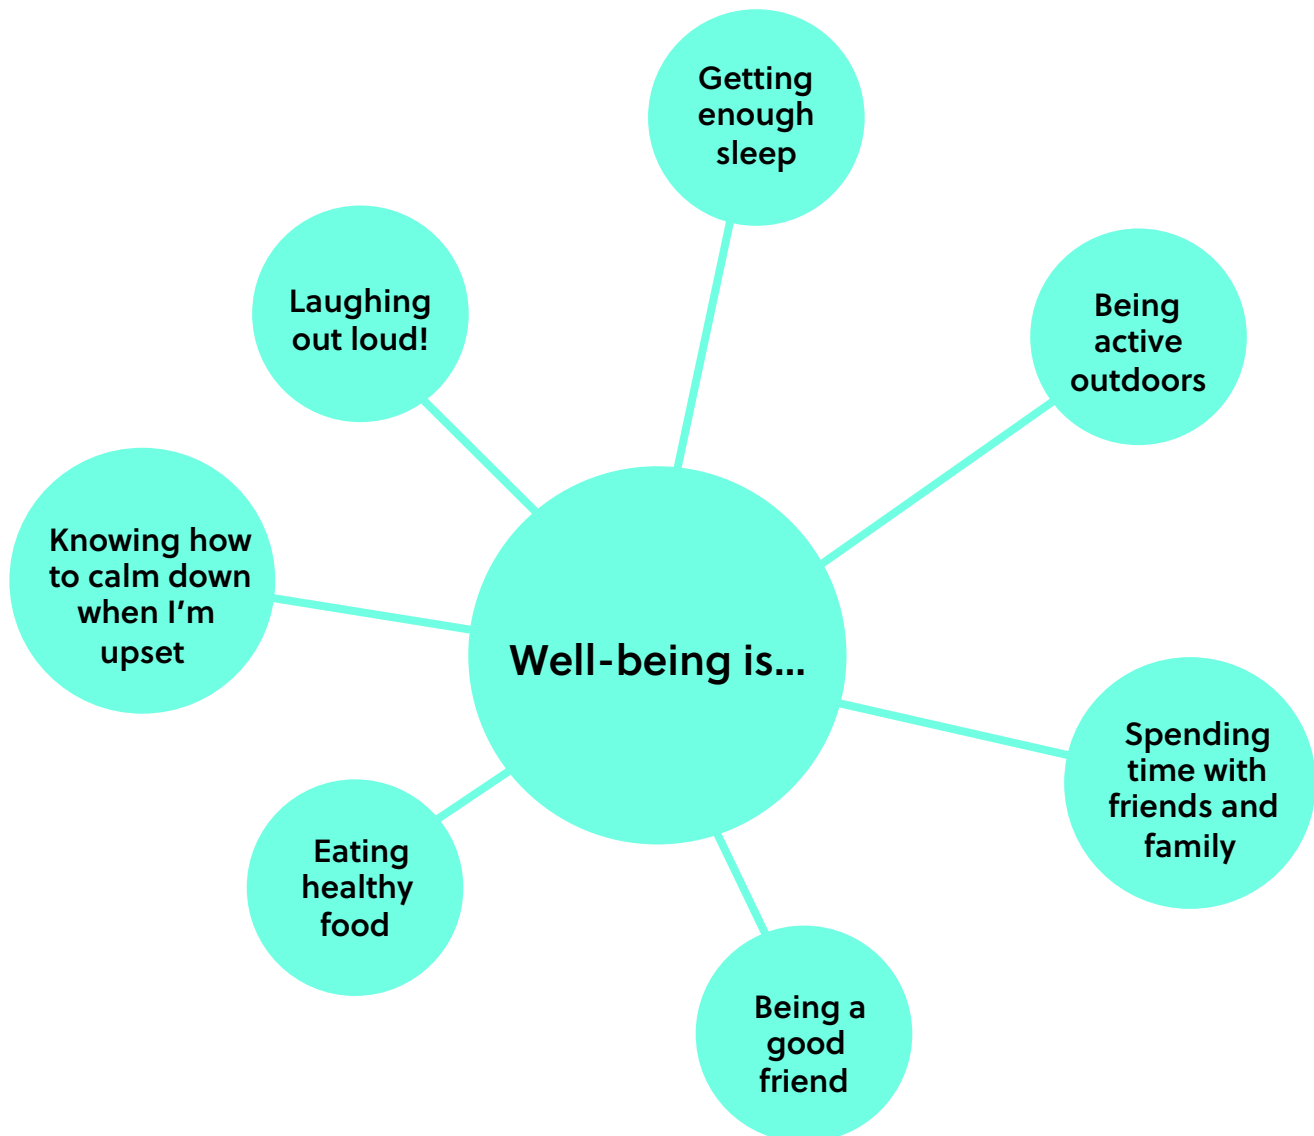 Getting
enough
sleep
Laughing
out loud!
Being
active
outdoors
Knowing how
to calm down
when I’m
upset
Well-being is...
Spending
time with
friends and
family
Eating
healthy
food
Being a
good
friend